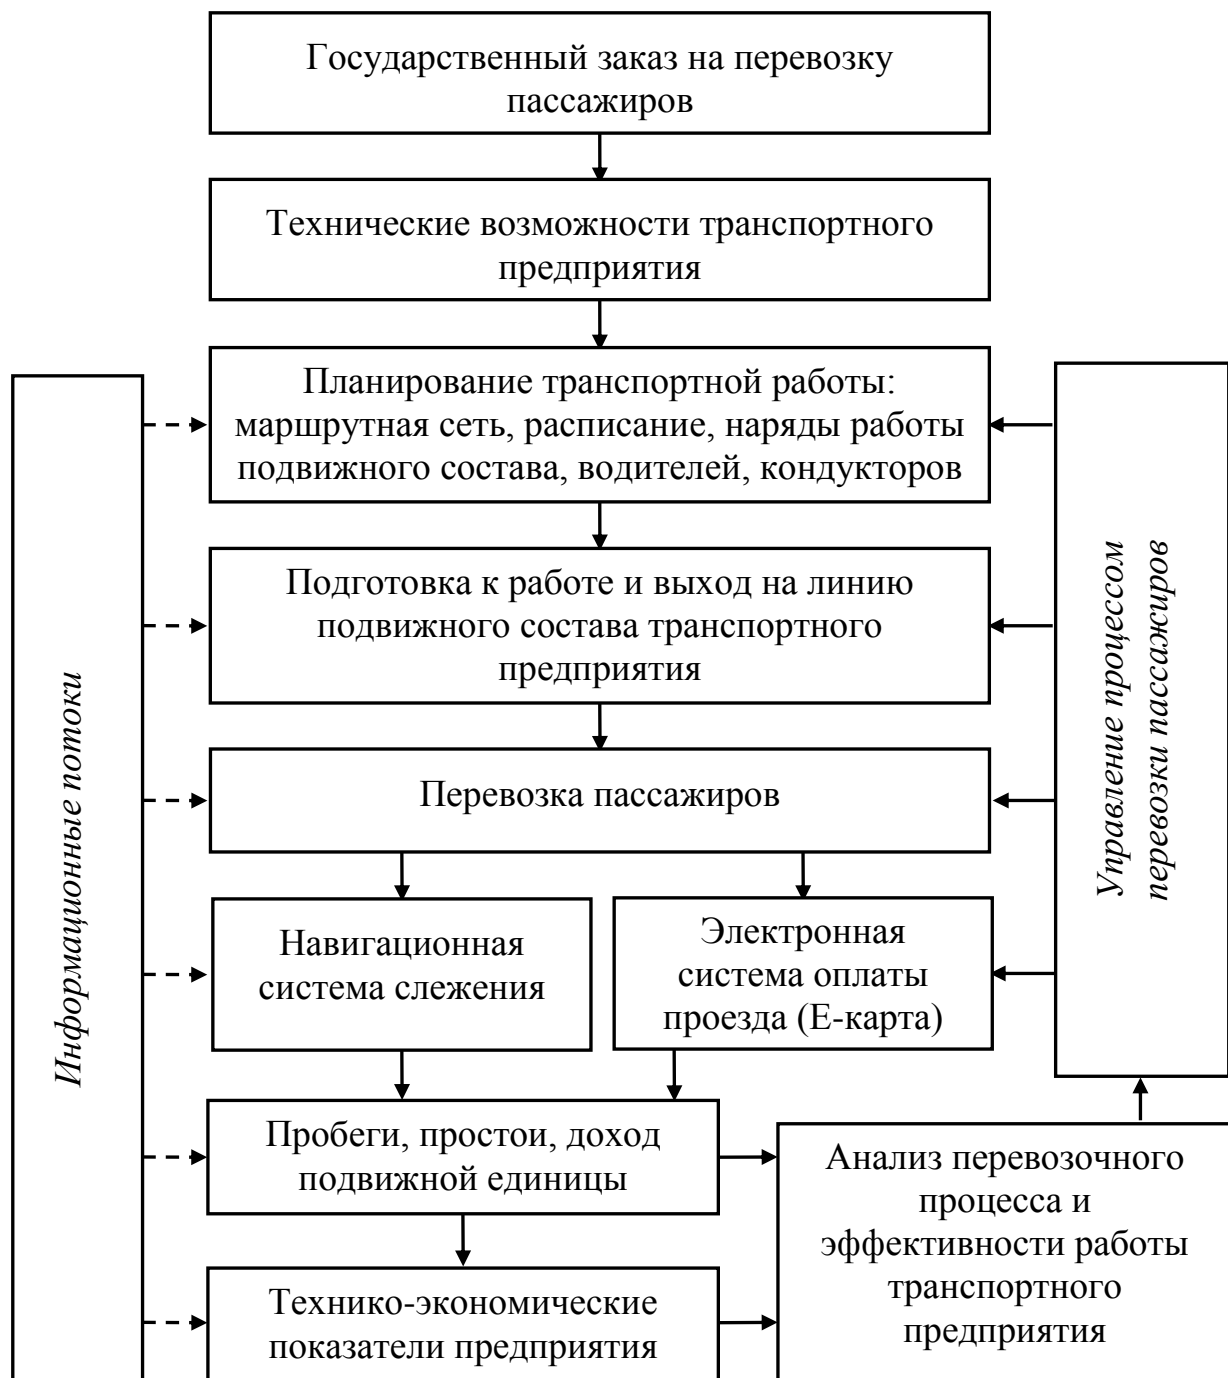 Государственный заказ на перевозку
пассажиров
Технические возможности транспортного
предприятия
Планирование транспортной работы:
маршрутная сеть, расписание, наряды работы
подвижного состава, водителей, кондукторов
Подготовка к работе и выход на линию
подвижного состава транспортного
предприятия
Перевозка пассажиров
Навигационная
система слежения
Электронная
система оплаты
проезда (Е-карта)
Пробеги, простои, доход
подвижной единицы
Технико-экономические
показатели предприятия
Анализ перевозочного
процесса и
эффективности работы
транспортного
предприятия
Информационные потоки
Управление процессом
перевозки пассажиров